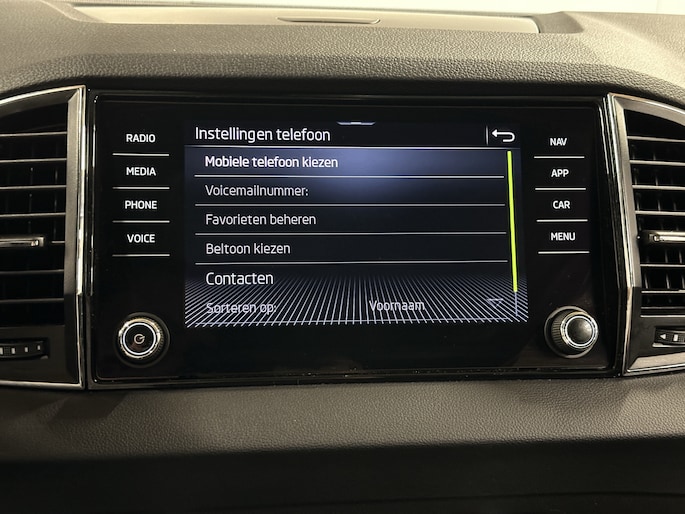 RADIO
MEDIA
PHONE
VOICE
Instellingen telefoon
Mobiele telefoon kiezen
Voicemailnummer:
Favorieten beheren
Beltoon kiezen
Contacten
Sorteren op: Voornaam
NAV
APP
CAR
MENU